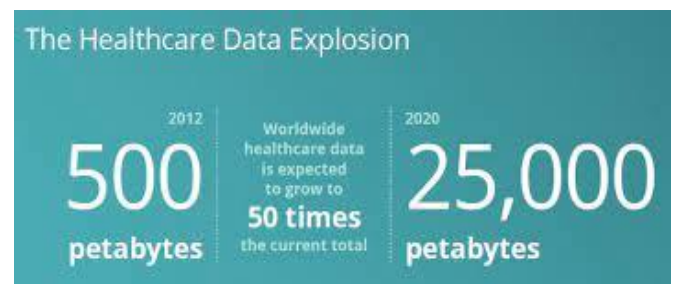 The Healthcare Data Explosion
2012
500
petabytes
Worldwide
healthcare data
is expected
to grow to
50 times
the current total
2020
25,000
petabytes